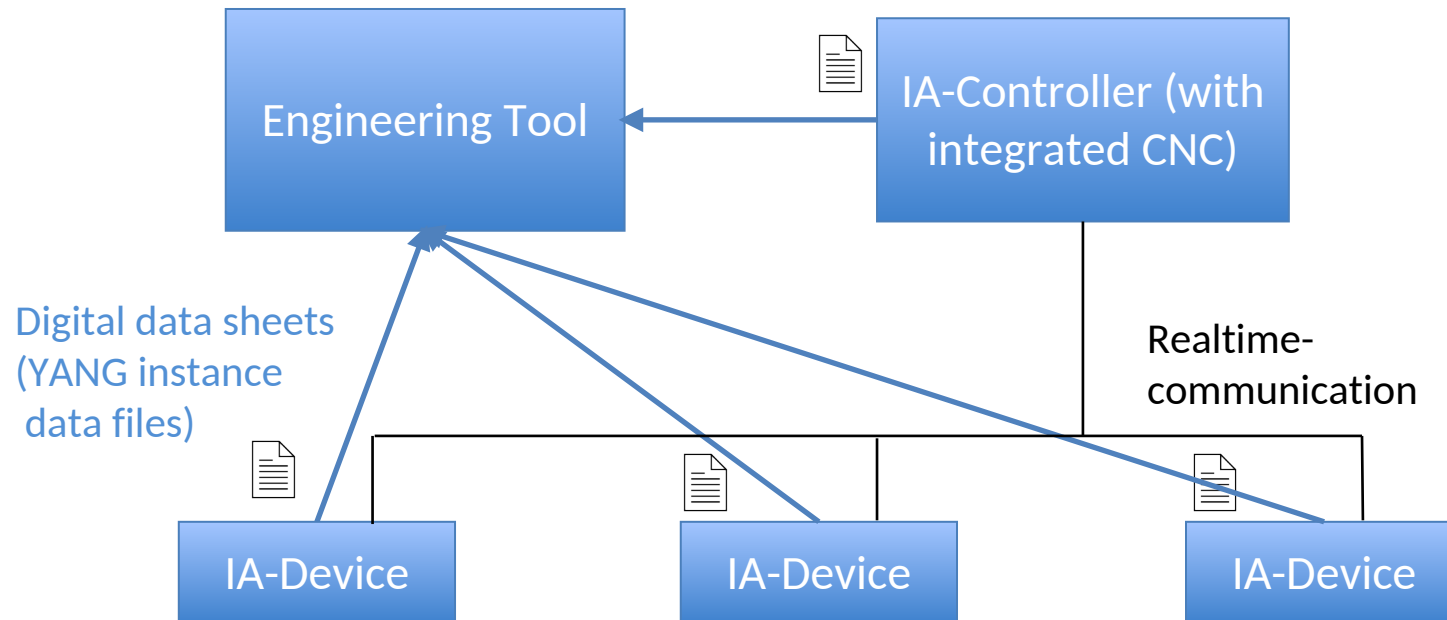 Engineering Tool
IA-Controller (with
integrated CNC)
Digital data sheets
(YANG instance
data files)
Realtime-
communication
IA-Device
IA-Device
IA-Device